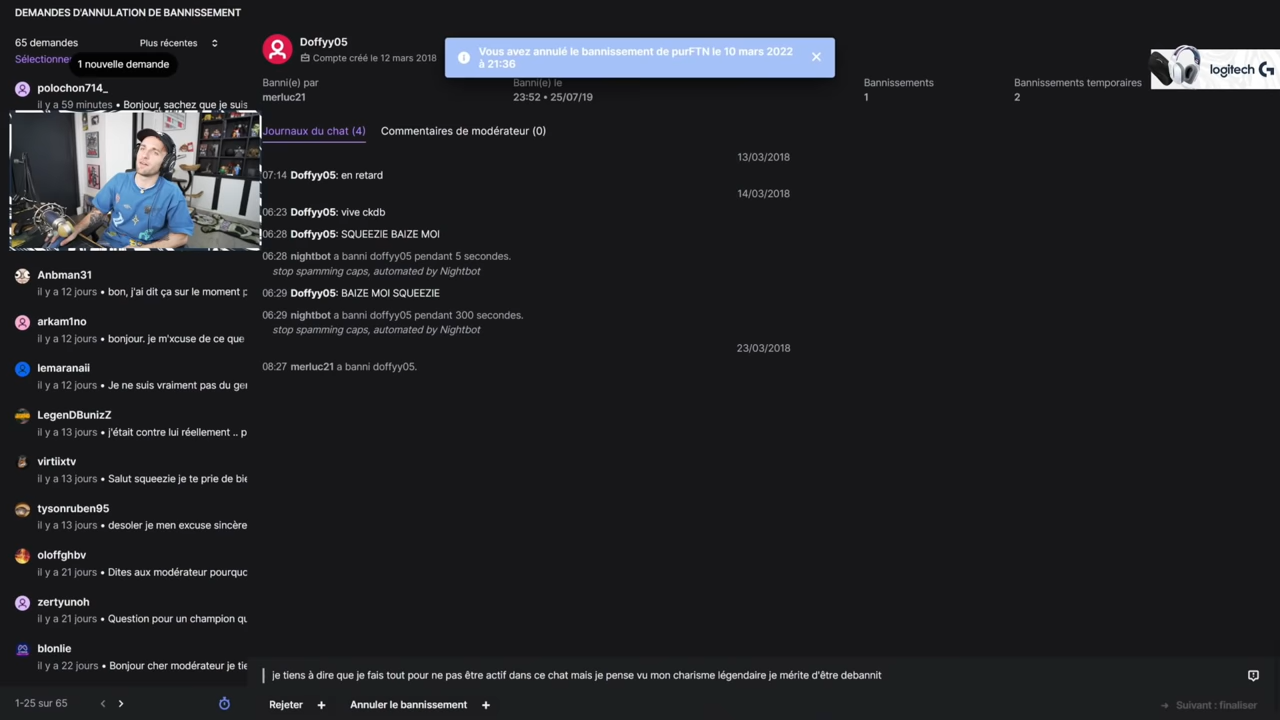 DEMANDES D'ANNULATION DE BANNISSEMENT
65 demandes
Plus récentes
Sélectionne
1 nouvelle demande
polochon714_
il y a 59 minutes • Bonjour, sachez que je suis
Anbman31
il y a 12 jours • bon, j'ai dit ça sur le moment p
arkam1no
il y a 12 jours • bonjour. je m'xcuse de ce que
lemaranaii
il y a 12 jours • Je ne suis vraiment pas du ge
LegenDBunizZ
il y a 13 jours • j'était contre lui réellement .. p
virtiixtv
il y a 13 jours • Salut squeezie je te prie de bie
tysonruben95
il y a 13 jours • desoler je men excuse sincère
oloffghbv
il y a 21 jours • Dites aux modérateur pourquo
zertyunoh
il y a 21 jours • Question pour un champion qu
blonlie
il y a 22 jours • Bonjour cher modérateur je tie
1-25 sur 65
Doffyy05
Compte créé le 12 mars 2018
Vous avez annulé le bannissement de purFTN le 10 mars 2022
à 21:36
logitech G
Banni(e) par
merluc21
Banni(e) le
23:52 • 25/07/19
Bannissements
1
Bannissements temporaires
2
Journaux du chat (4)
Commentaires de modérateur (0)
13/03/2018
07:14 Doffyy05: en retard
14/03/2018
06:23 Doffyy05: vive ckdb
06:28 Doffyy05: SQUEEZIE BAIZE MOI
06:28 nightbot a banni doffyy05 pendant 5 secondes.
stop spamming caps, automated by Nightbot
06:29 Doffyy05: BAIZE MOI SQUEEZIE
06:29 nightbot a banni doffyy05 pendant 300 secondes.
stop spamming caps, automated by Nightbot
23/03/2018
08:27 merluc21 a banni doffyy05.
je tiens à dire que je fais tout pour ne pas être actif dans ce chat mais je pense vu mon charisme légendaire je mérite d'être debannit
Rejeter +
Annuler le bannissement +
Suivant : finaliser